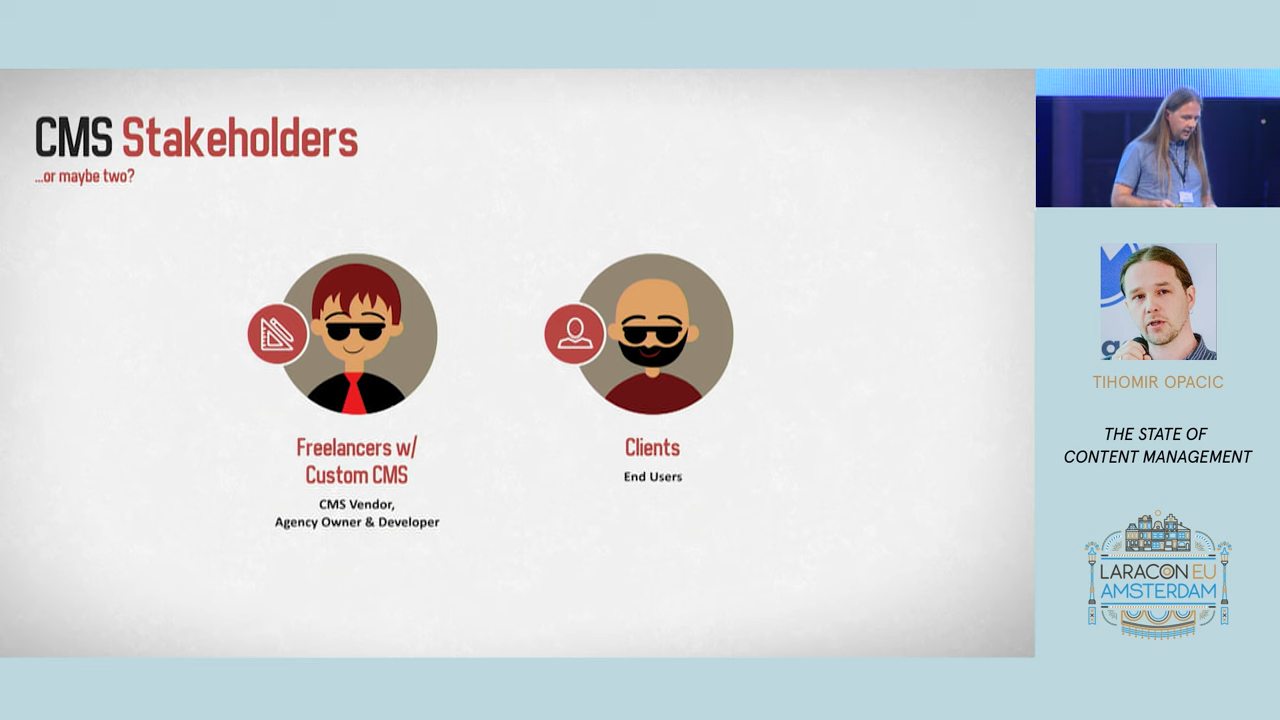 CMS Stakeholders
...or maybe two?
Freelancers w/
Custom CMS
CMS Vendor,
Agency Owner & Developer
Clients
End Users
TIHOMIR OPACIC
THE STATE OF
CONTENT MANAGEMENT
LARACON EU
AMSTERDAM